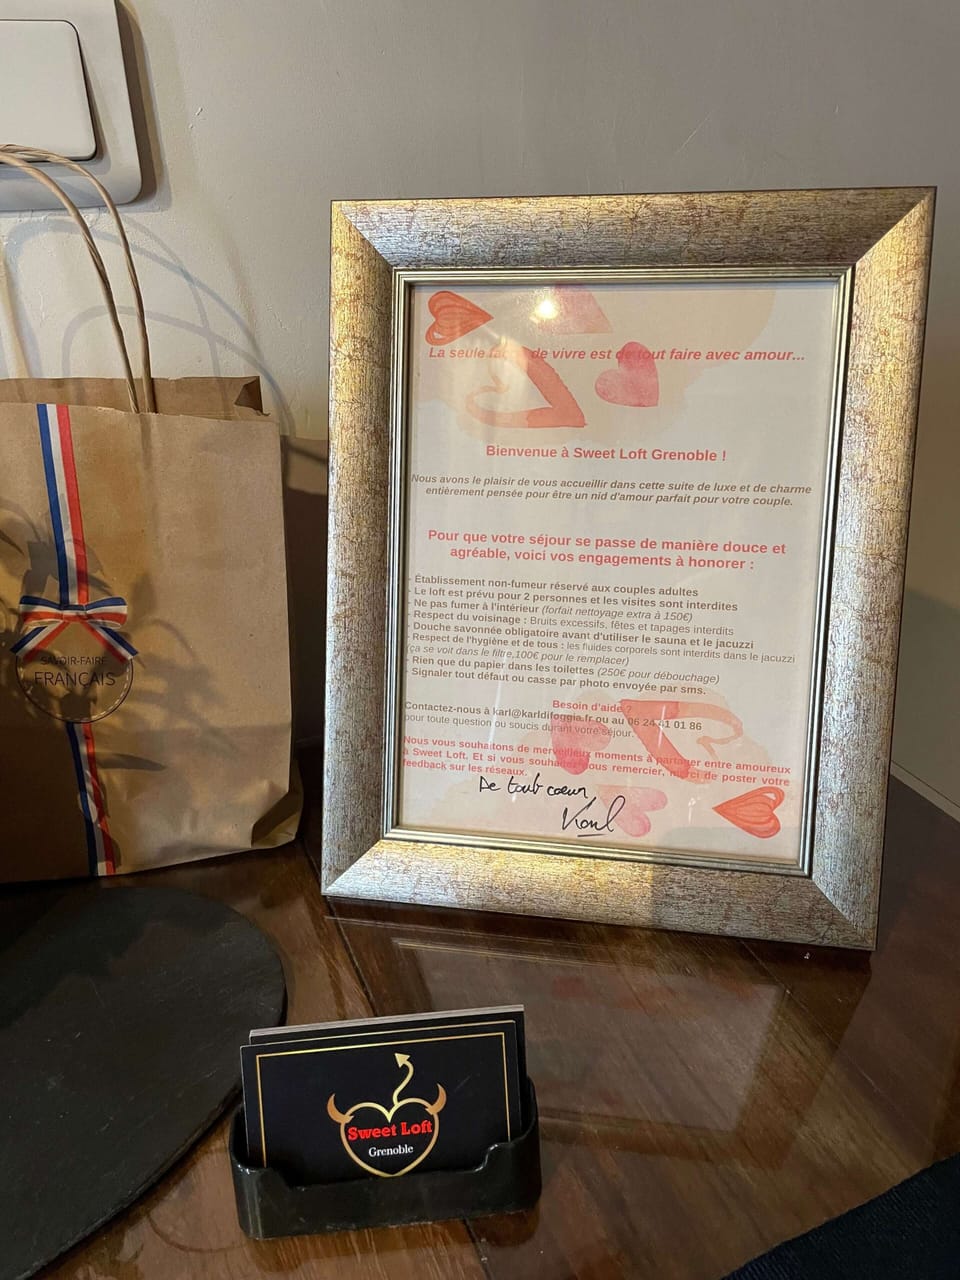 La seule façon de vivre est de tout faire avec amour...
Bienvenue à Sweet Loft Grenoble !
Nous avons le plaisir de vous accueillir dans cette suite de luxe et de charme
entièrement pensée pour être un nid d'amour parfait pour votre couple.
Pour que votre séjour se passe de manière douce et
agréable, voici vos engagements à honorer :
- Établissement non-fumeur réservé aux couples adultes
- Le loft est prévu pour 2 personnes et les visites sont interdites
- Ne pas fumer à l'intérieur (forfait nettoyage extra à 150€)
- Respect du voisinage : Bruits excessifs, fêtes et tapages interdits
- Douche savonnée obligatoire avant d'utiliser le sauna et le jacuzzi
- Respect de l'hygiène et de tous : les fluides corporels sont interdits dans le jacuzzi
(ça se voit dans le filtre,100€ pour le remplacer)
- Rien que du papier dans les toilettes (250€ pour débouchage)
- Signaler tout défaut ou casse par photo envoyée par sms.
Besoin d'aide ?
Contactez-nous à karl@karldifoggia.fr ou au 06 24 41 01 86
pour toute question ou soucis durant votre séjour.
Nous vous souhaitons de merveilleux moments à partager entre amoureux
à Sweet Loft. Et si vous souhaitez nous remercier, merci de poster votre
feedback sur les réseaux.
De tout coeur
Karl
SAVOIR-FAIRE
FRANÇAIS
Sweet Loft
Grenoble